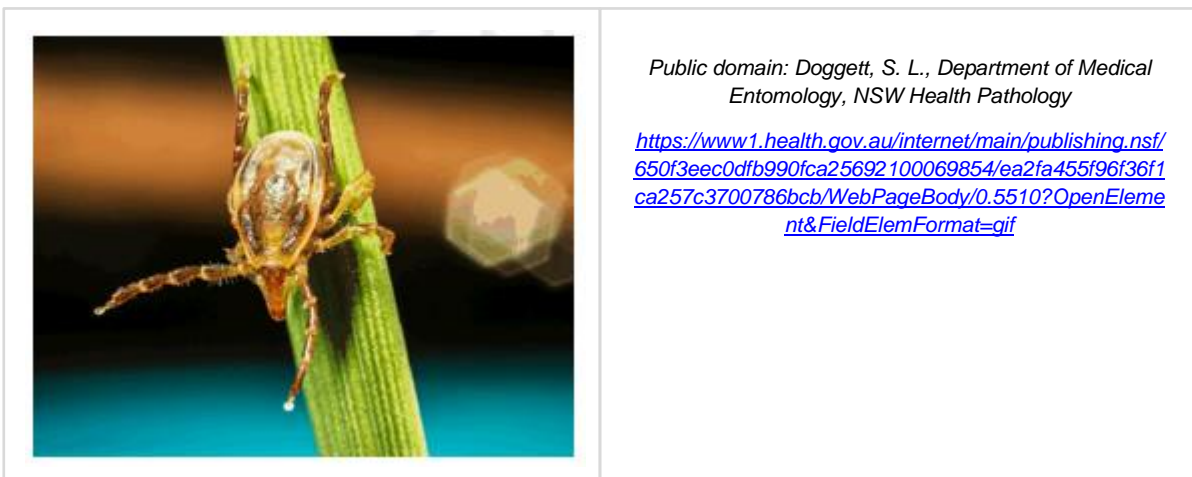 Public domain: Doggett, S. L., Department of Medical
Entomology, NSW Health Pathology
https://www1.health.gov.au/internet/main/publishing.nsf/
650f3eec0dfb990fca25692100069854/ea2fa455f96f36f1
ca257c3700786bcb/WebPageBody/0.5510?OpenEleme
nt&FieldElemFormat=gif